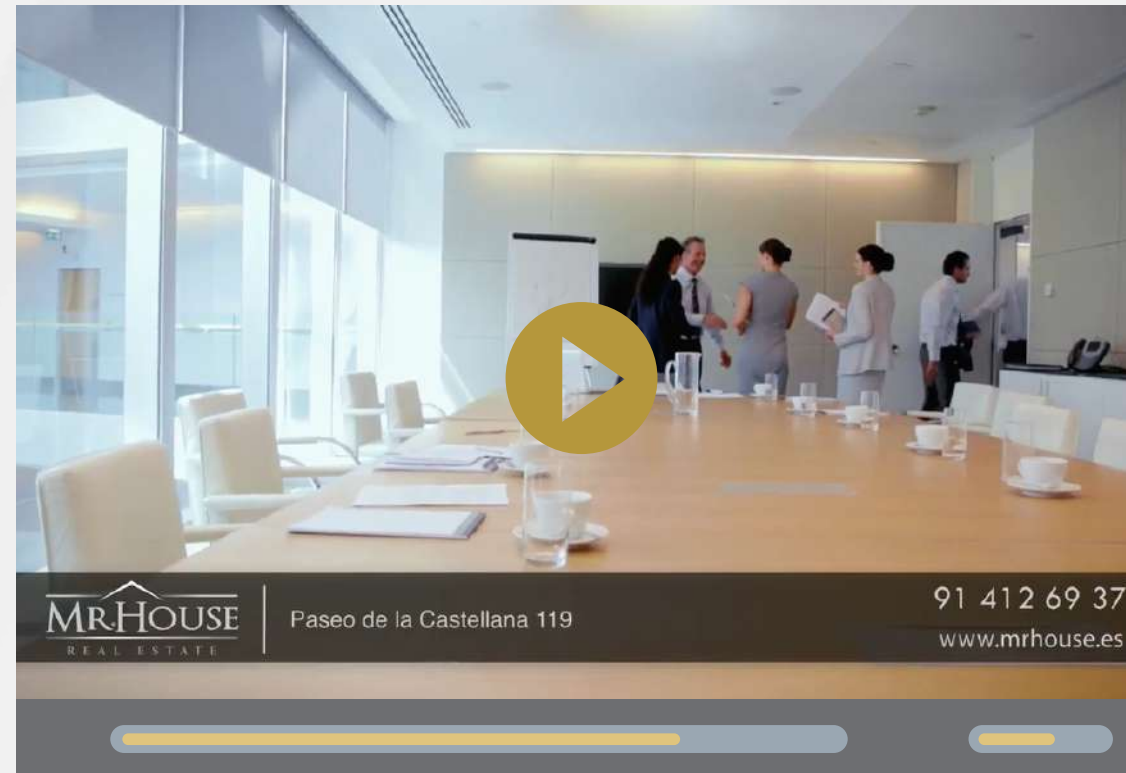 MRHOUSE
REAL ESTATE
Paseo de la Castellana 119
91 412 69 37
www.mrhouse.es